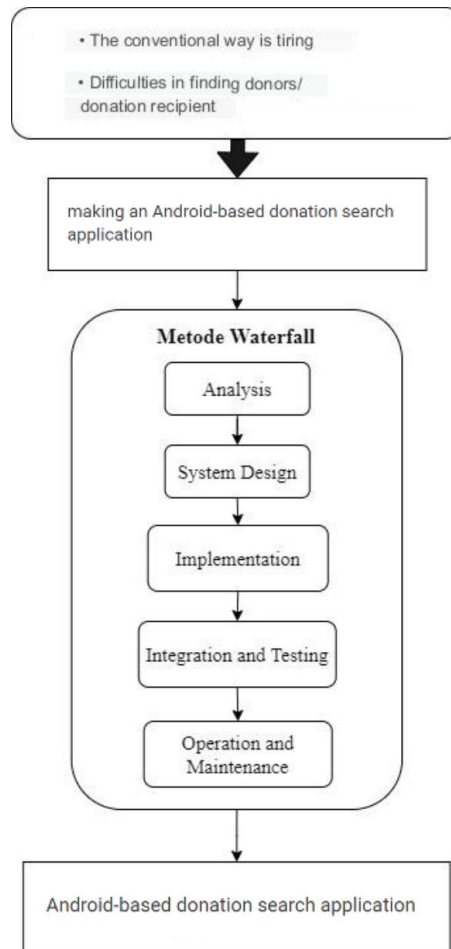 • The conventional way is tiring
• Difficulties in finding donors/
donation recipient
making an Android-based donation search
application
Metode Waterfall
Analysis
System Design
Implementation
Integration and Testing
Operation and
Maintenance
Android-based donation search application